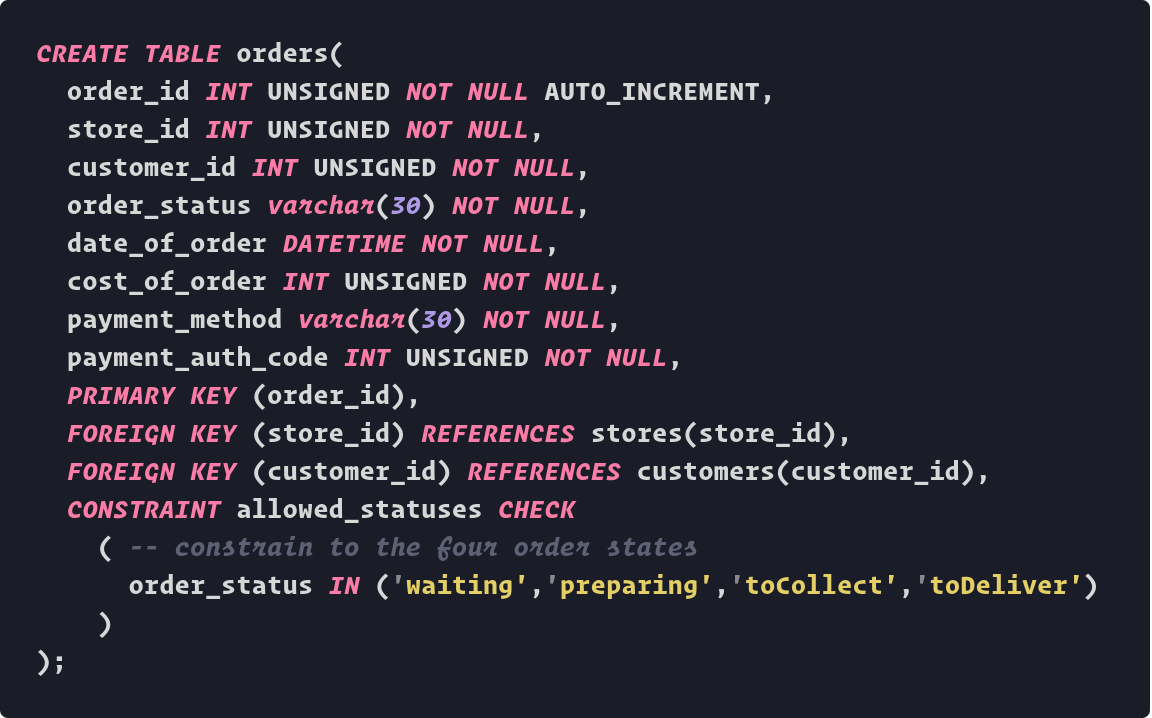 CREATE TABLE orders(
  order_id INT UNSIGNED NOT NULL AUTO_INCREMENT,
  store_id INT UNSIGNED NOT NULL,
  customer_id INT UNSIGNED NOT NULL,
  order_status varchar(30) NOT NULL,
  date_of_order DATETIME NOT NULL,
  cost_of_order INT UNSIGNED NOT NULL,
  payment_method varchar(30) NOT NULL,
  payment_auth_code INT UNSIGNED NOT NULL,
  PRIMARY KEY (order_id),
  FOREIGN KEY (store_id) REFERENCES stores(store_id),
  FOREIGN KEY (customer_id) REFERENCES customers(customer_id),
  CONSTRAINT allowed_statuses CHECK
    ( -- constrain to the four order states
      order_status IN ('waiting','preparing','toCollect','toDeliver')
    )
);